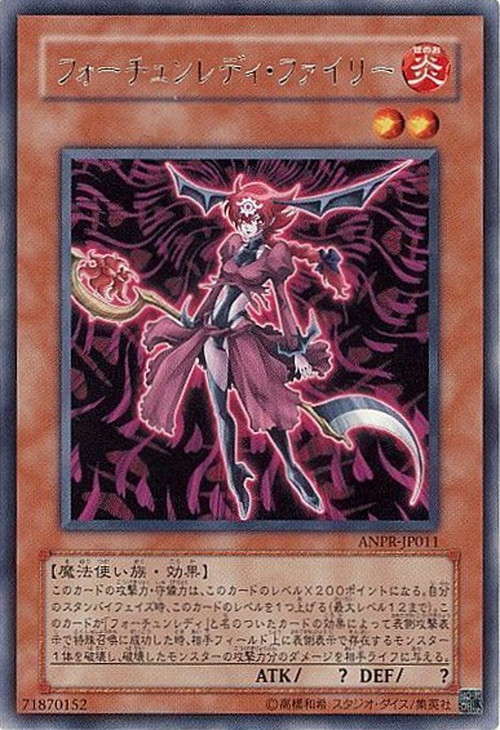 フォーチュンレディ・ファイリー
ほのお
炎
ANPR-JP011
【魔法使い族・効果】
このカードの攻撃力・守備力は、このカードのレベル×200ポイントになる。自分
のスタンバイフェイズ時、このカードのレベルを1つ上げる(最大レベル12まで)。こ
のカードが「フォーチュンレディ」と名のついたカードの効果によって表側攻撃表
示で特殊召喚に成功した時、相手フィールド上に表側表示で存在するモンスター
1体を破壊し、破壊したモンスターの攻撃力分のダメージを相手ライフに与える。
ATK/ ? DEF/ ?
71870152
©高橋和希 スタジオ・ダイス/集英社